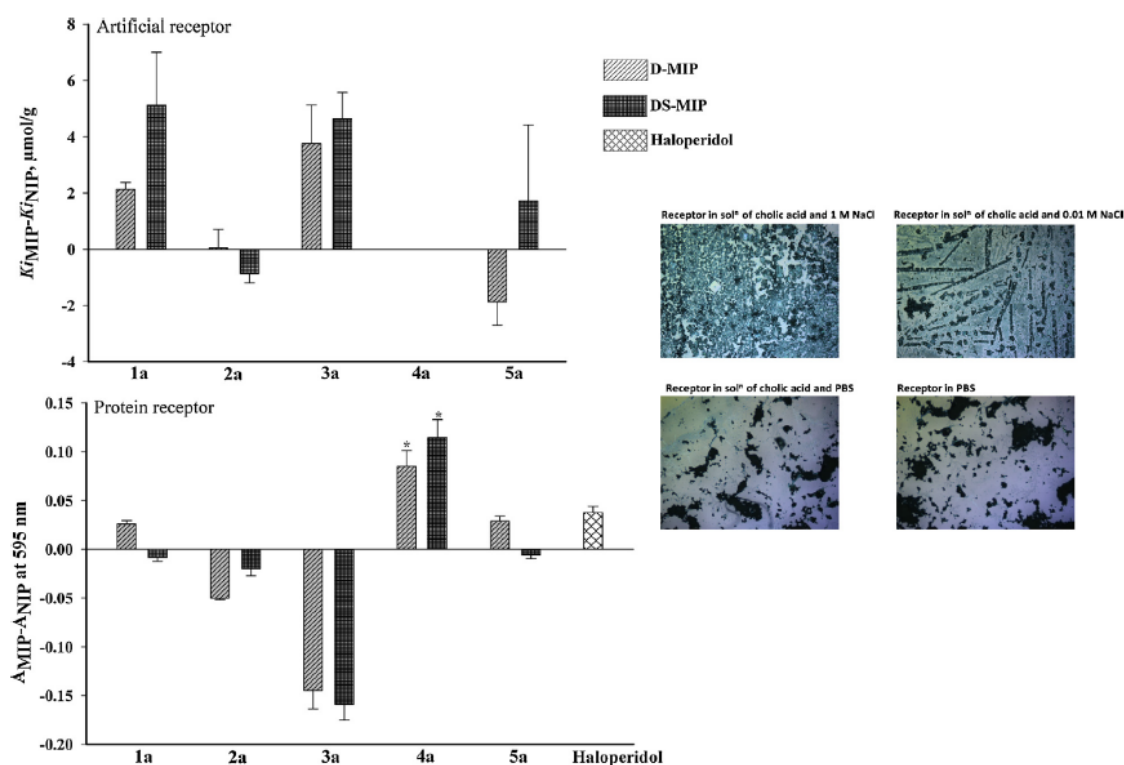 Artificial receptor
8
6
4
2
0
-2
-4
Ki MIP-Ki NIP, μmol/g
1a 2a 3a 4a 5a
D-MIP
DS-MIP
Haloperidol
Receptor in solⁿ of cholic acid and 1 M NaCl
Receptor in solⁿ of cholic acid and 0.01 M NaCl
Receptor in solⁿ of cholic acid and PBS
Receptor in PBS
Protein receptor
0.15
0.10
0.05
0.00
-0.05
-0.10
-0.15
-0.20
AMIP-ANIP at 595 nm
* *
1a 2a 3a 4a 5a Haloperidol